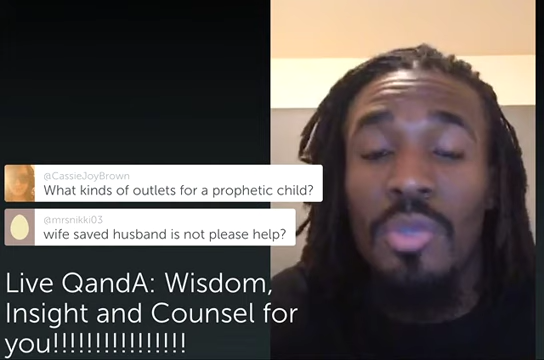 @CassieJoyBrown
What kinds of outlets for a prophetic child?
@mrsnikki03
wife saved husband is not please help?
Live QandA: Wisdom,
Insight and Counsel for
you!!!!!!!!!!!!!!!!